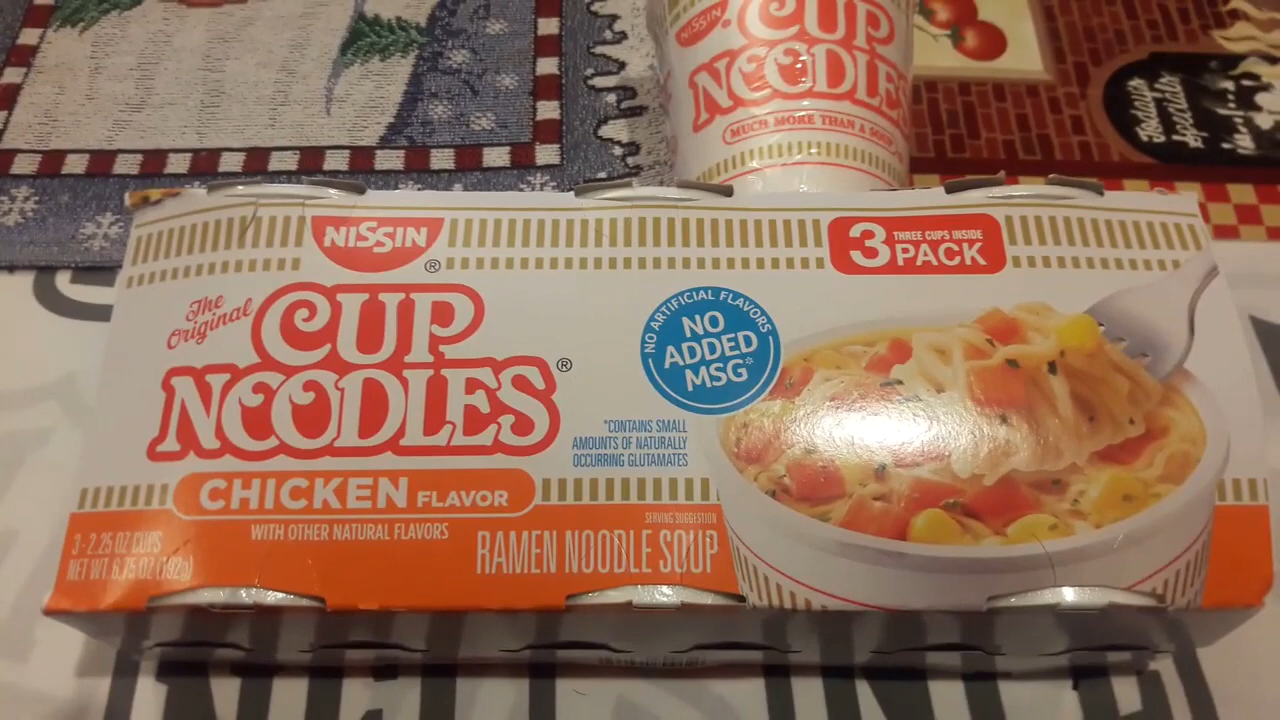 NISSIN
CUP
NOODLES
MUCH MORE THAN A SOUP
Today's
Specials
NISSIN
®
3 THREE CUPS INSIDE
PACK
The
Original
CUP
NOODLES®
NO ARTIFICIAL FLAVORS
NO
ADDED
MSG*
*CONTAINS SMALL
AMOUNTS OF NATURALLY
OCCURRING GLUTAMATES
CHICKEN FLAVOR
WITH OTHER NATURAL FLAVORS
SERVING SUGGESTION
RAMEN NOODLE SOUP
3 - 2.25 OZ CUPS
NET WT. 6.75 OZ (192g)